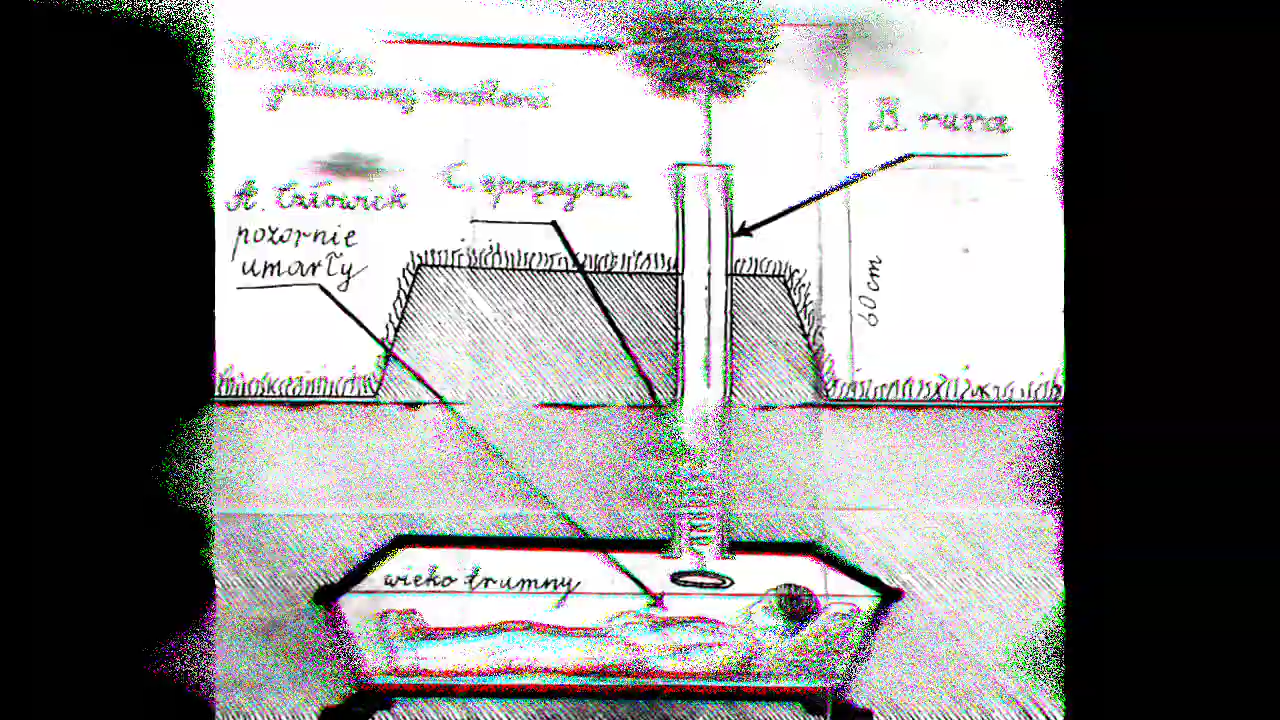 B. rura
C. sprężyna
A. Człowiek
pozornie
umarły
60 cm
wieko trumny